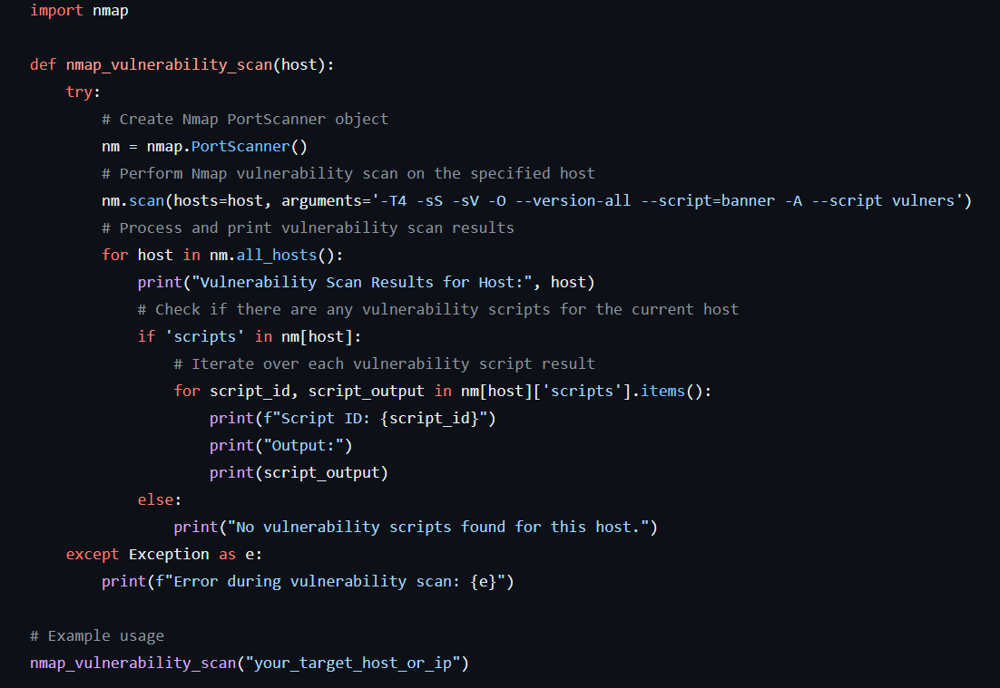 import nmap
def nmap_vulnerability_scan(host):
    try:
        # Create Nmap PortScanner object
        nm = nmap.PortScanner()
        # Perform Nmap vulnerability scan on the specified host
        nm.scan(hosts=host, arguments='-T4 -sS -sV -O --version-all --script=banner -A --script vulners')
        # Process and print vulnerability scan results
        for host in nm.all_hosts():
            print("Vulnerability Scan Results for Host:", host)
            # Check if there are any vulnerability scripts for the current host
            if 'scripts' in nm[host]:
                # Iterate over each vulnerability script result
                for script_id, script_output in nm[host]['scripts'].items():
                    print(f"Script ID: {script_id}")
                    print("Output:")
                    print(script_output)
            else:
                print("No vulnerability scripts found for this host.")
    except Exception as e:
        print(f"Error during vulnerability scan: {e}")
# Example usage
nmap_vulnerability_scan("your_target_host_or_ip")